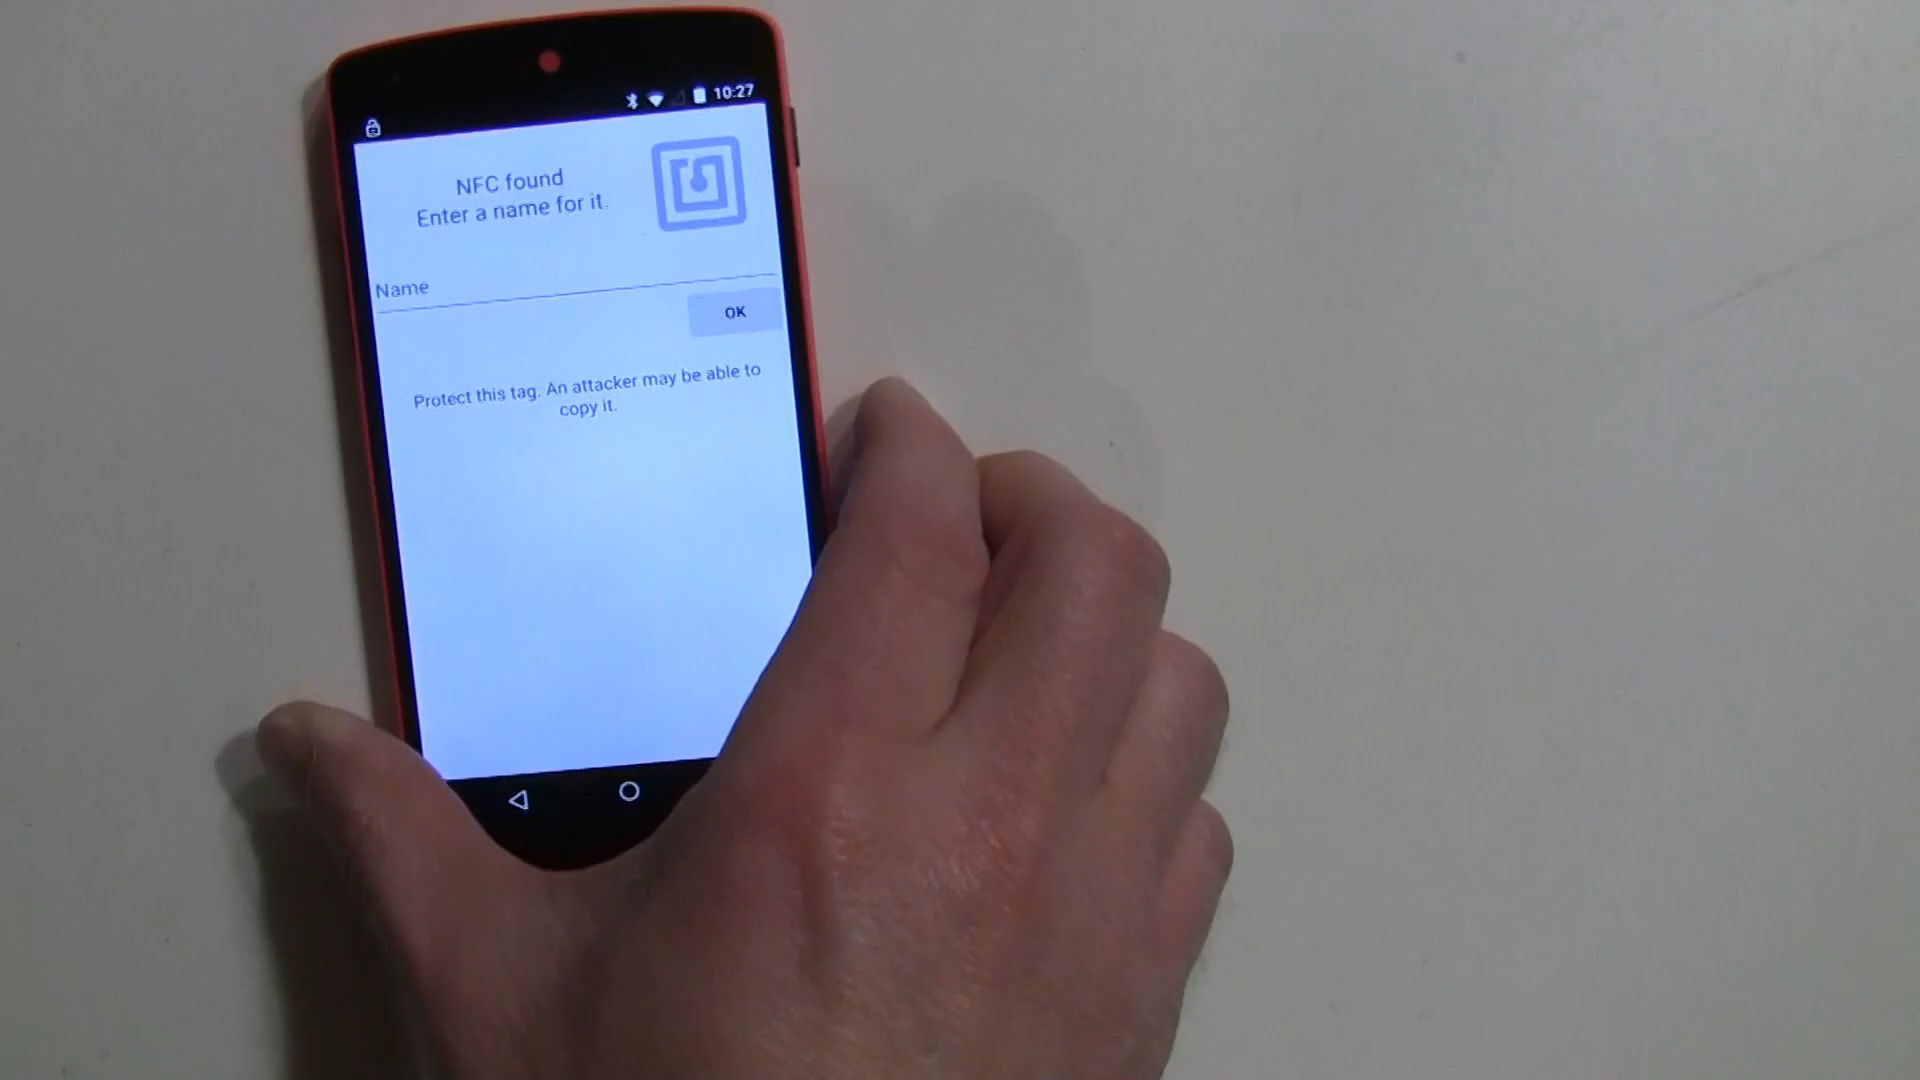 10:27
NFC found
Enter a name for it.
Name
OK
Protect this tag. An attacker may be able to
copy it.